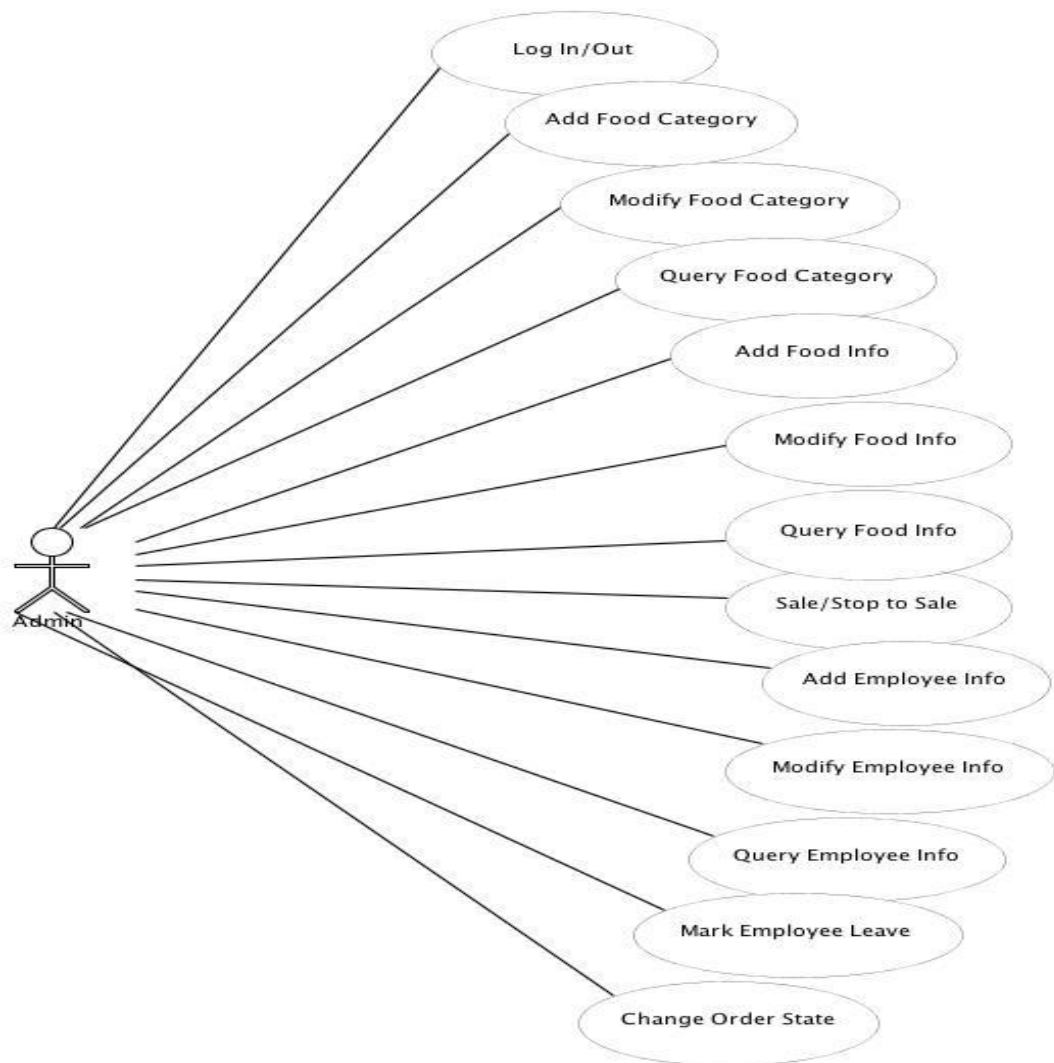 Log In/Out
Add Food Category
Modify Food Category
Query Food Category
Add Food Info
Modify Food Info
Query Food Info
Sale/Stop to Sale
Admin
Add Employee Info
Modify Employee Info
Query Employee Info
Mark Employee Leave
Change Order State